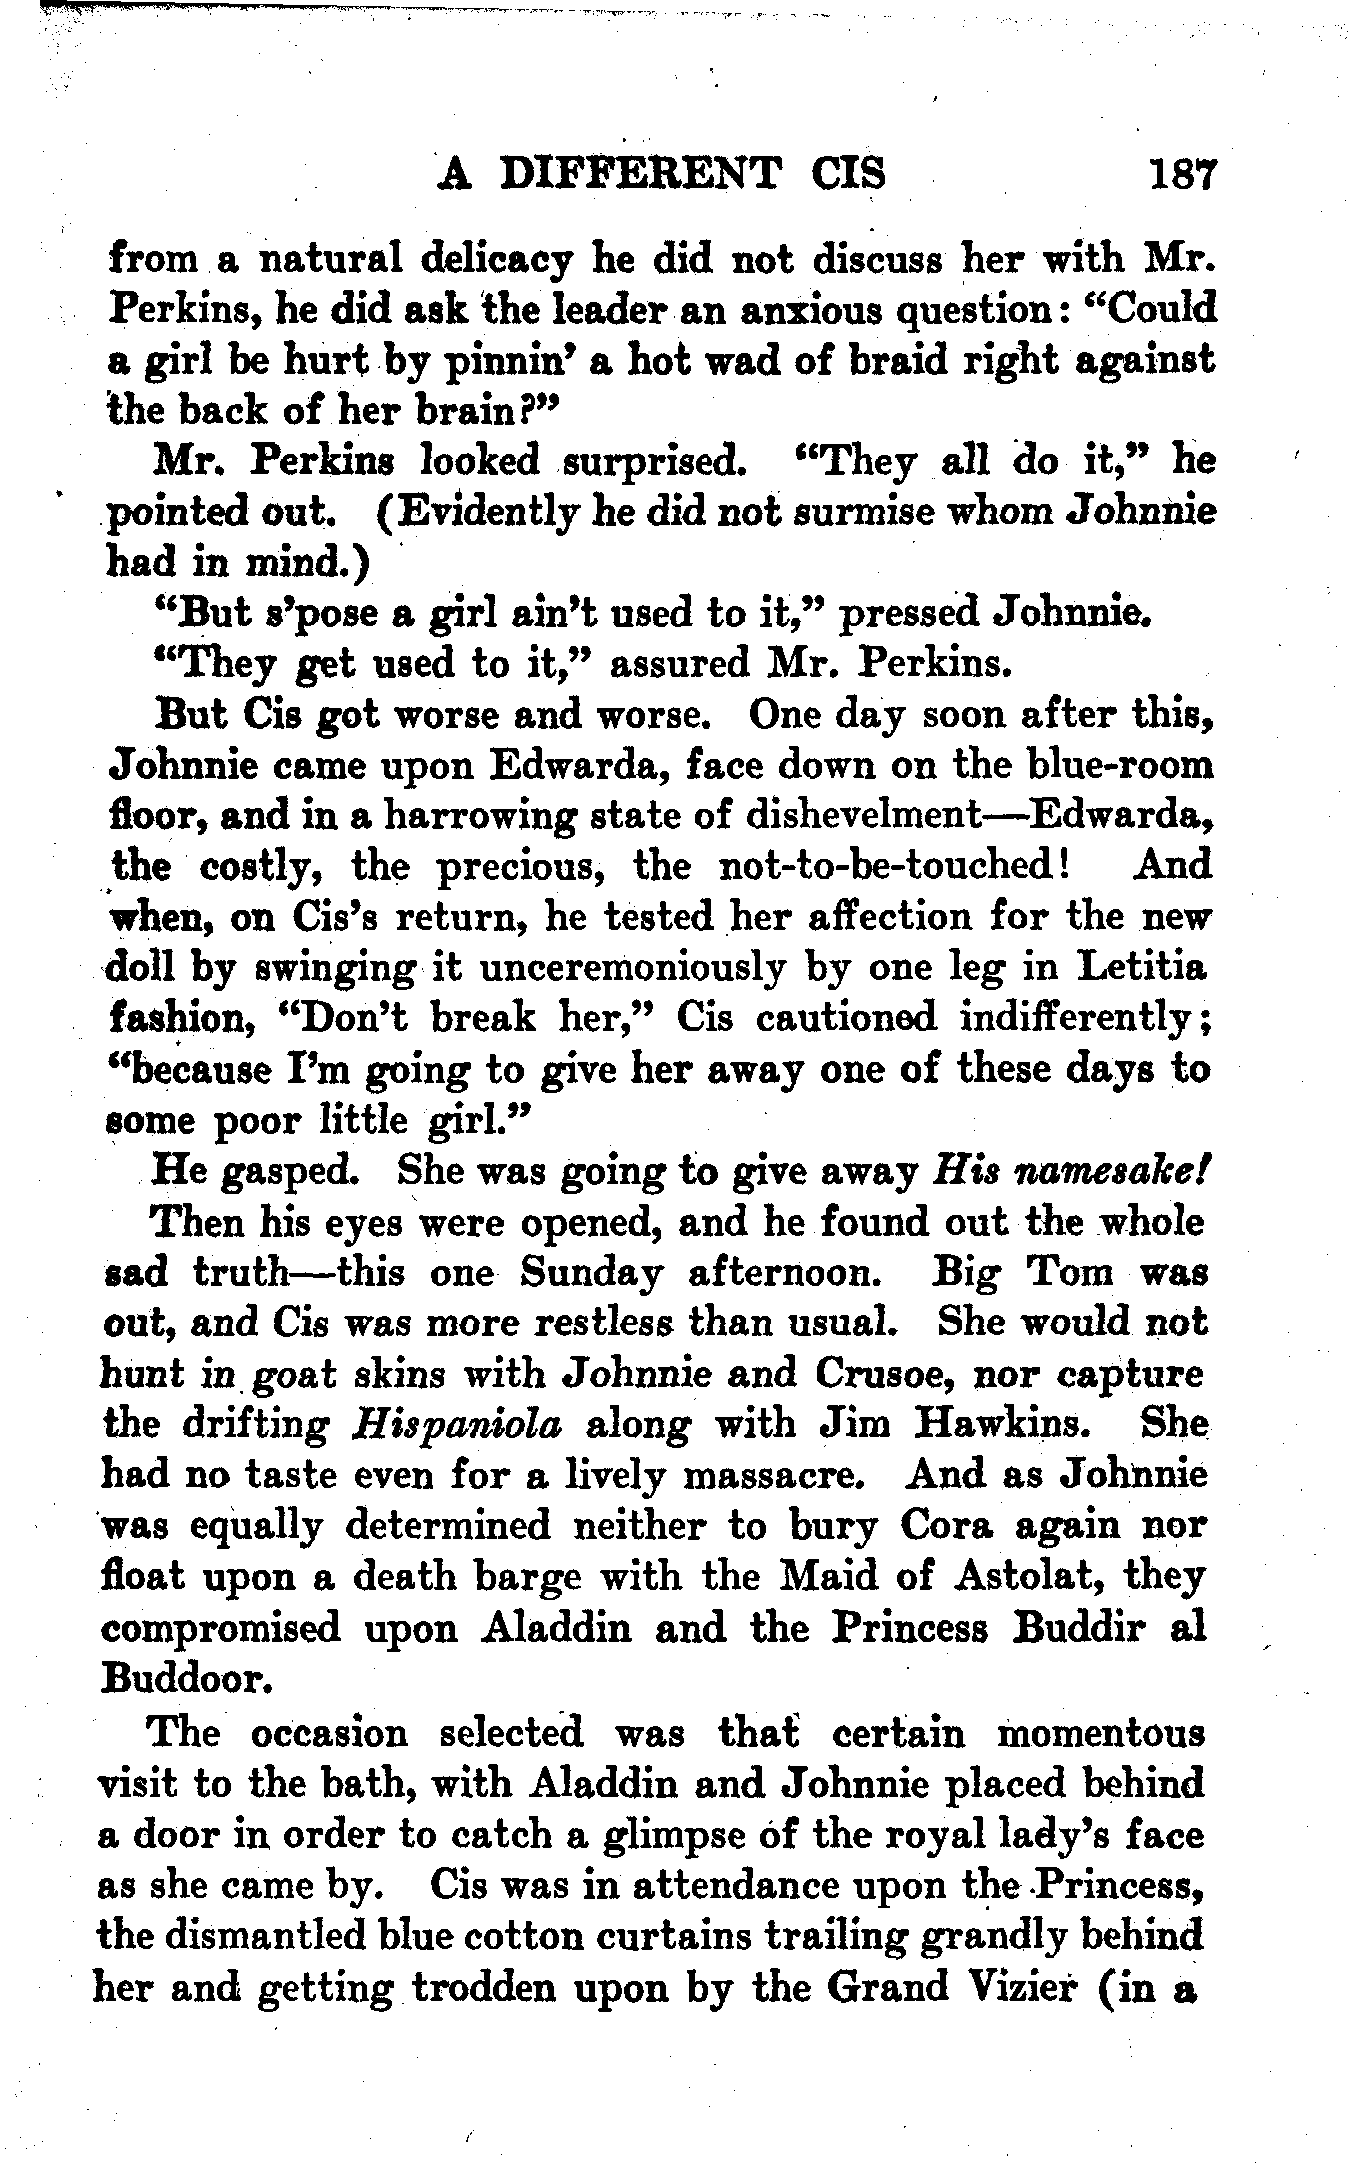 A DIFFERENT CIS 187
from a natural delicacy he did not discuss her with Mr.
Perkins, he did ask the leader an anxious question: “Could
a girl be hurt by pinnin’ a hot wad of braid right against
the back of her brain?”
Mr. Perkins looked surprised. “They all do it,” he
pointed out. (Evidently he did not surmise whom Johnnie
had in mind.)
“But s’pose a girl ain’t used to it,” pressed Johnnie.
“They get used to it,” assured Mr. Perkins.
But Cis got worse and worse. One day soon after this,
Johnnie came upon Edwarda, face down on the blue-room
floor, and in a harrowing state of dishevelment—Edwarda,
the costly, the precious, the not-to-be-touched! And
when, on Cis’s return, he tested her affection for the new
doll by swinging it unceremoniously by one leg in Letitia
fashion, “Don’t break her,” Cis cautioned indifferently;
“because I’m going to give her away one of these days to
some poor little girl.”
He gasped. She was going to give away His namesake!
Then his eyes were opened, and he found out the whole
sad truth—this one Sunday afternoon. Big Tom was
out, and Cis was more restless than usual. She would not
hunt in goat skins with Johnnie and Crusoe, nor capture
the drifting Hispaniola along with Jim Hawkins. She
had no taste even for a lively massacre. And as Johnnie
was equally determined neither to bury Cora again nor
float upon a death barge with the Maid of Astolat, they
compromised upon Aladdin and the Princess Buddir al
Buddoor.
The occasion selected was that certain momentous
visit to the bath, with Aladdin and Johnnie placed behind
a door in order to catch a glimpse of the royal lady’s face
as she came by. Cis was in attendance upon the Princess,
the dismantled blue cotton curtains trailing grandly behind
her and getting trodden upon by the Grand Vizier (in a